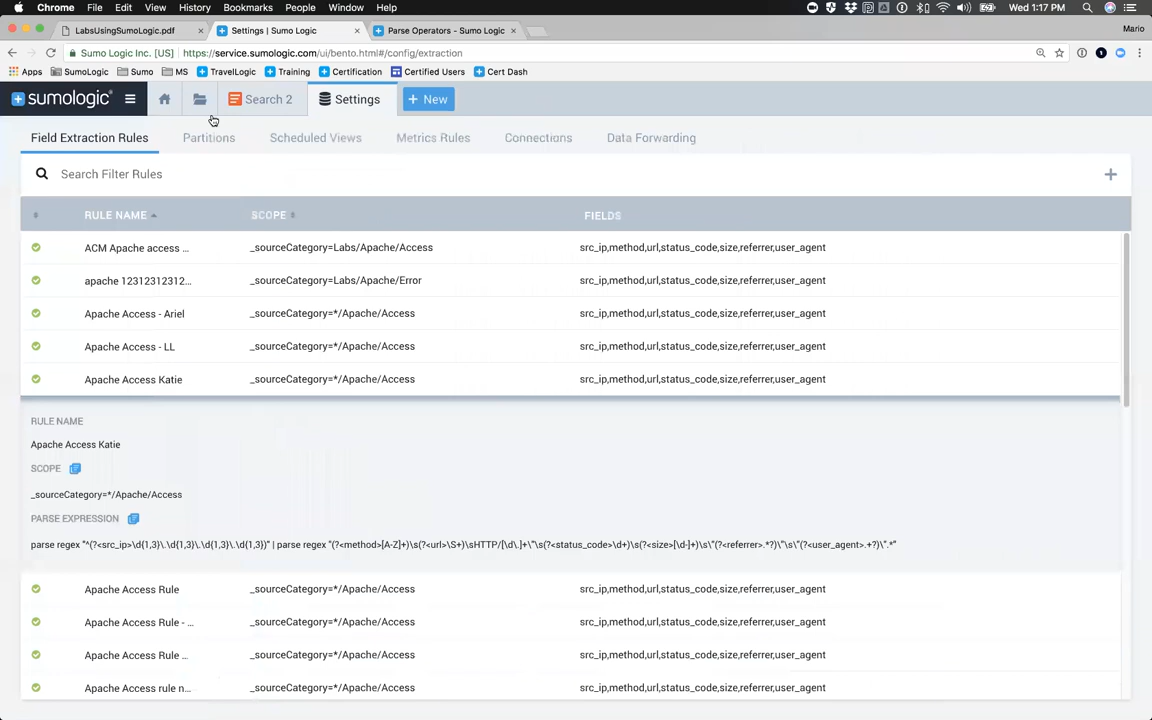 Chrome File Edit View History Bookmarks People Window Help Wed 1:17 PM
LabsUsingSumoLogic.pdf × Settings | Sumo Logic × Parse Operators - Sumo Logic × Mario
Sumo Logic Inc. [US] https://service.sumologic.com/ui/bento.html#/config/extraction
Apps SumoLogic Sumo MS TravelLogic Training Certification Certified Users Cert Dash
sumologic Search 2 Settings + New
Field Extraction Rules Partitions Scheduled Views Metrics Rules Connections Data Forwarding
Search Filter Rules
RULE NAME SCOPE FIELDS
ACM Apache access ... _sourceCategory=Labs/Apache/Access src_ip,method,url,status_code,size,referrer,user_agent
apache 12312312312... _sourceCategory=Labs/Apache/Error src_ip,method,url,status_code,size,referrer,user_agent
Apache Access - Ariel _sourceCategory=*/Apache/Access src_ip,method,url,status_code,size,referrer,user_agent
Apache Access - LL _sourceCategory=*/Apache/Access src_ip,method,url,status_code,size,referrer,user_agent
Apache Access Katie _sourceCategory=*/Apache/Access src_ip,method,url,status_code,size,referrer,user_agent
RULE NAME
Apache Access Katie
SCOPE
_sourceCategory=*/Apache/Access
PARSE EXPRESSION
parse regex "^(?<src_ip>\d{1,3}\.\d{1,3}\.\d{1,3}\.\d{1,3})" | parse regex "(?<method>[A-Z]+)\s(?<url>\S+)\sHTTP/[\d\.]+\"\s(?<status_code>\d+)\s(?<size>[\d-]+)\s\"(?<referrer>.*?)\"\s\"(?<user_agent>.+?)\".*"
Apache Access Rule _sourceCategory=*/Apache/Access src_ip,method,url,status_code,size,referrer,user_agent
Apache Access Rule - ... _sourceCategory=*/Apache/Access src_ip,method,url,status_code,size,referrer,user_agent
Apache Access Rule ... _sourceCategory=*/Apache/Access src_ip,method,url,status_code,size,referrer,user_agent
Apache Access rule n... _sourceCategory=*/Apache/Access src_ip,method,url,status_code,size,referrer,user_agent